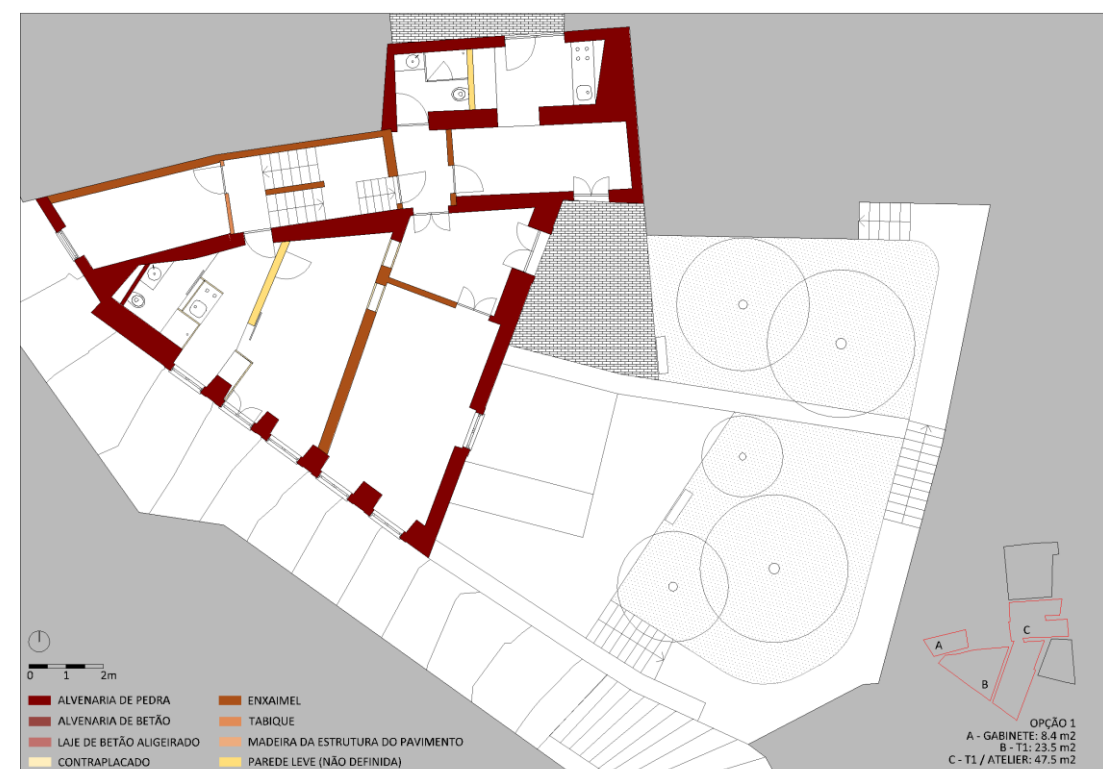 A
B
C
0 1 2m
ALVENARIA DE PEDRA
ALVENARIA DE BETÃO
LAJE DE BETÃO ALIGEIRADO
CONTRAPLACADO
ENXAIMEL
TABIQUE
MADEIRA DA ESTRUTURA DO PAVIMENTO
PAREDE LEVE (NÃO DEFINIDA)
OPÇÃO 1
A - GABINETE: 8.4 m2
B - T1: 23.5 m2
C - T1 / ATELIER: 47.5 m2